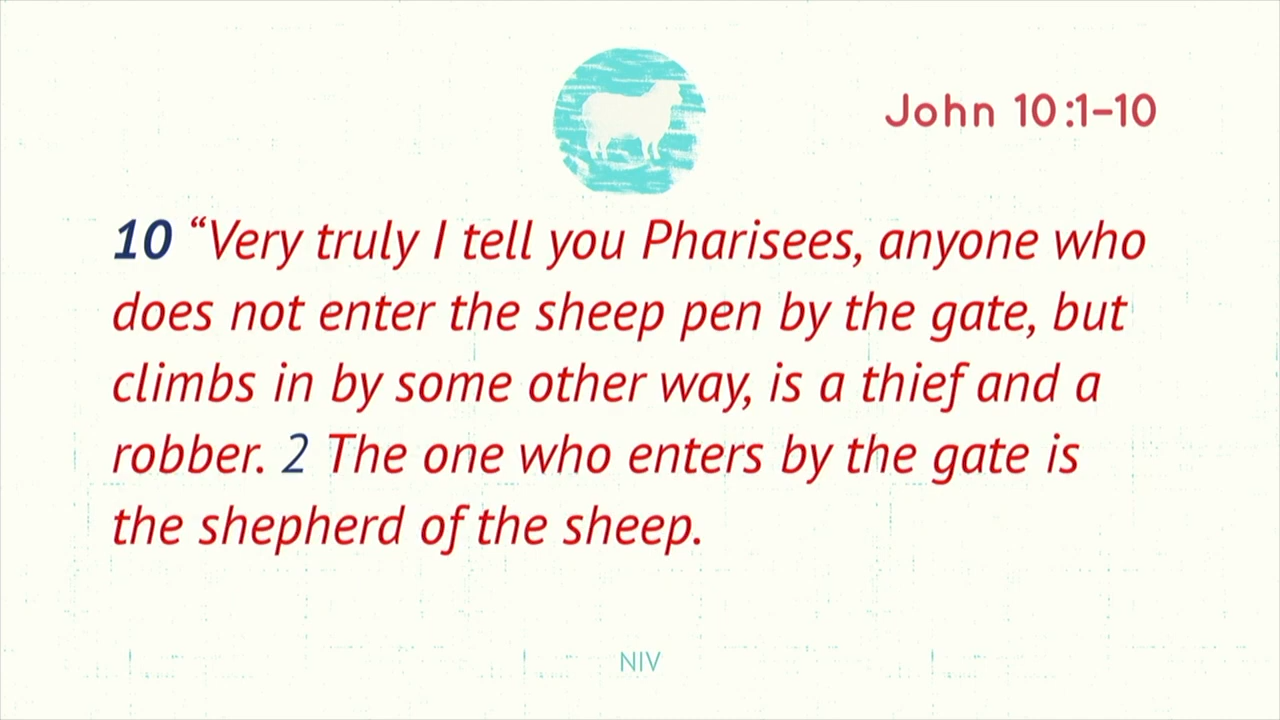 John 10:1–10
10 “Very truly I tell you Pharisees, anyone who
does not enter the sheep pen by the gate, but
climbs in by some other way, is a thief and a
robber. 2 The one who enters by the gate is
the shepherd of the sheep.
NIV